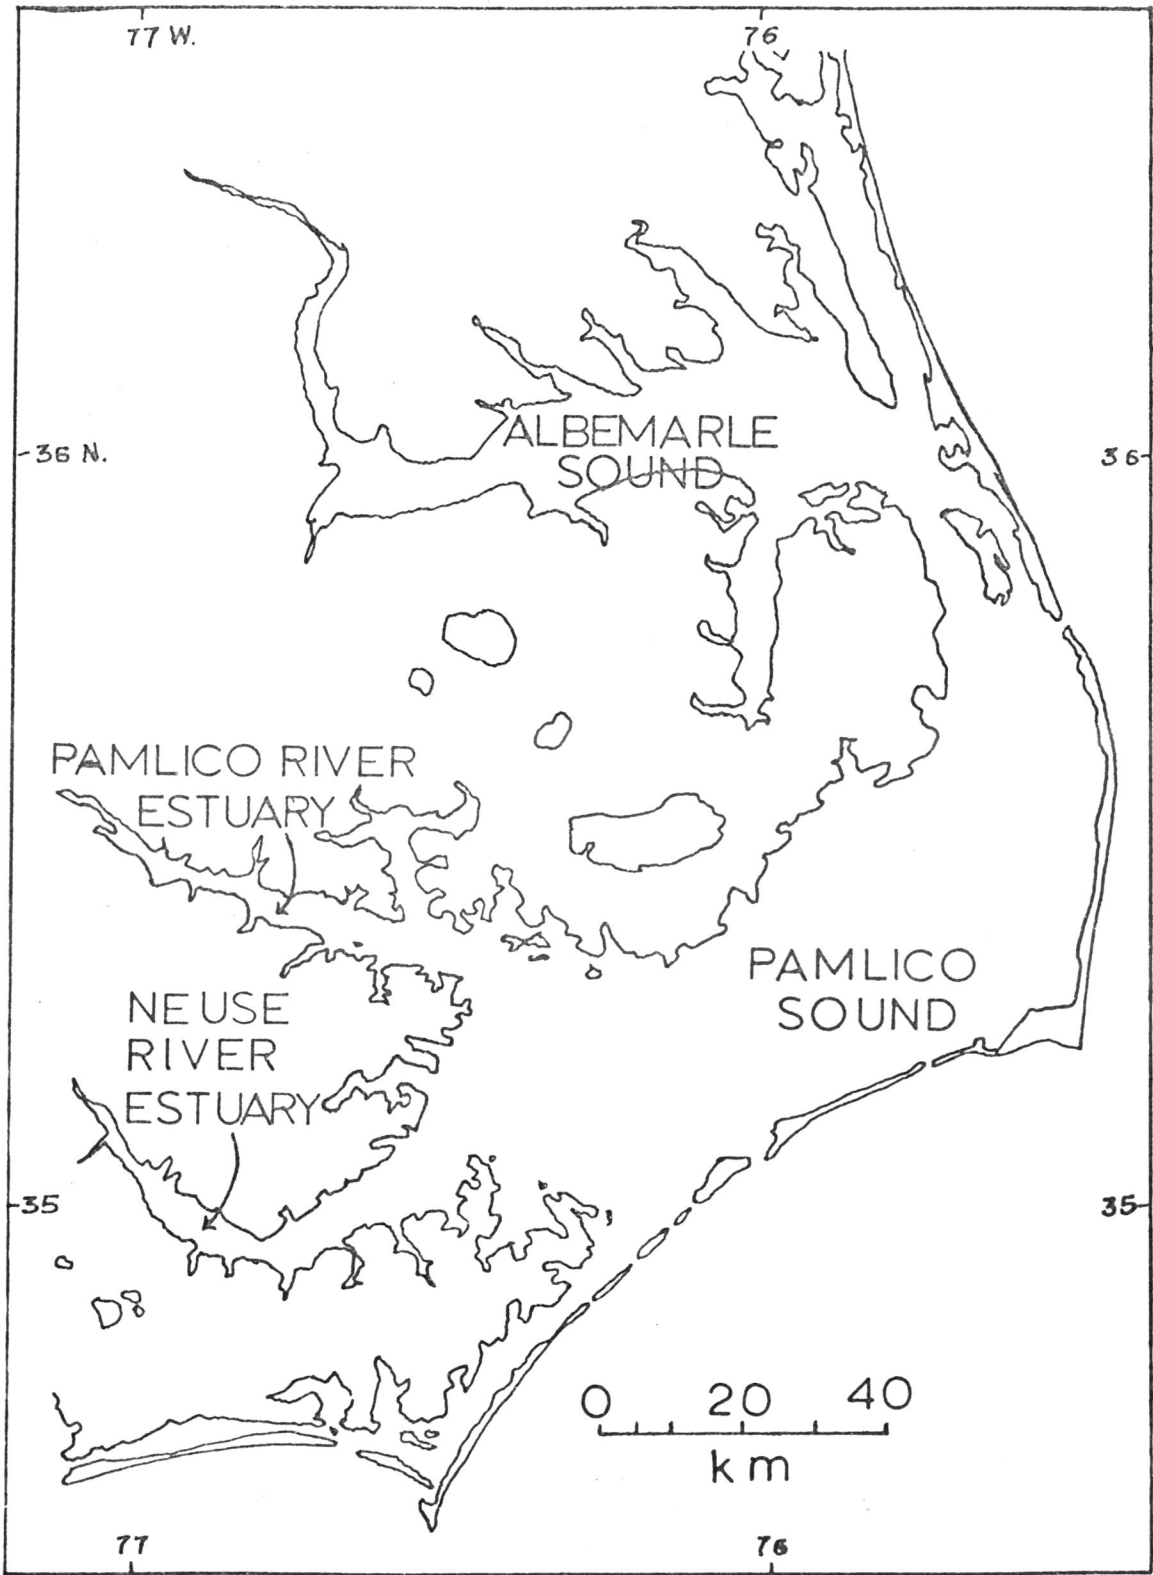 77 W.
76
36 N.
36
ALBEMARLE
SOUND
PAMLICO RIVER
ESTUARY
PAMLICO
SOUND
NEUSE
RIVER
ESTUARY
35
35
0 20 40
km
77
76